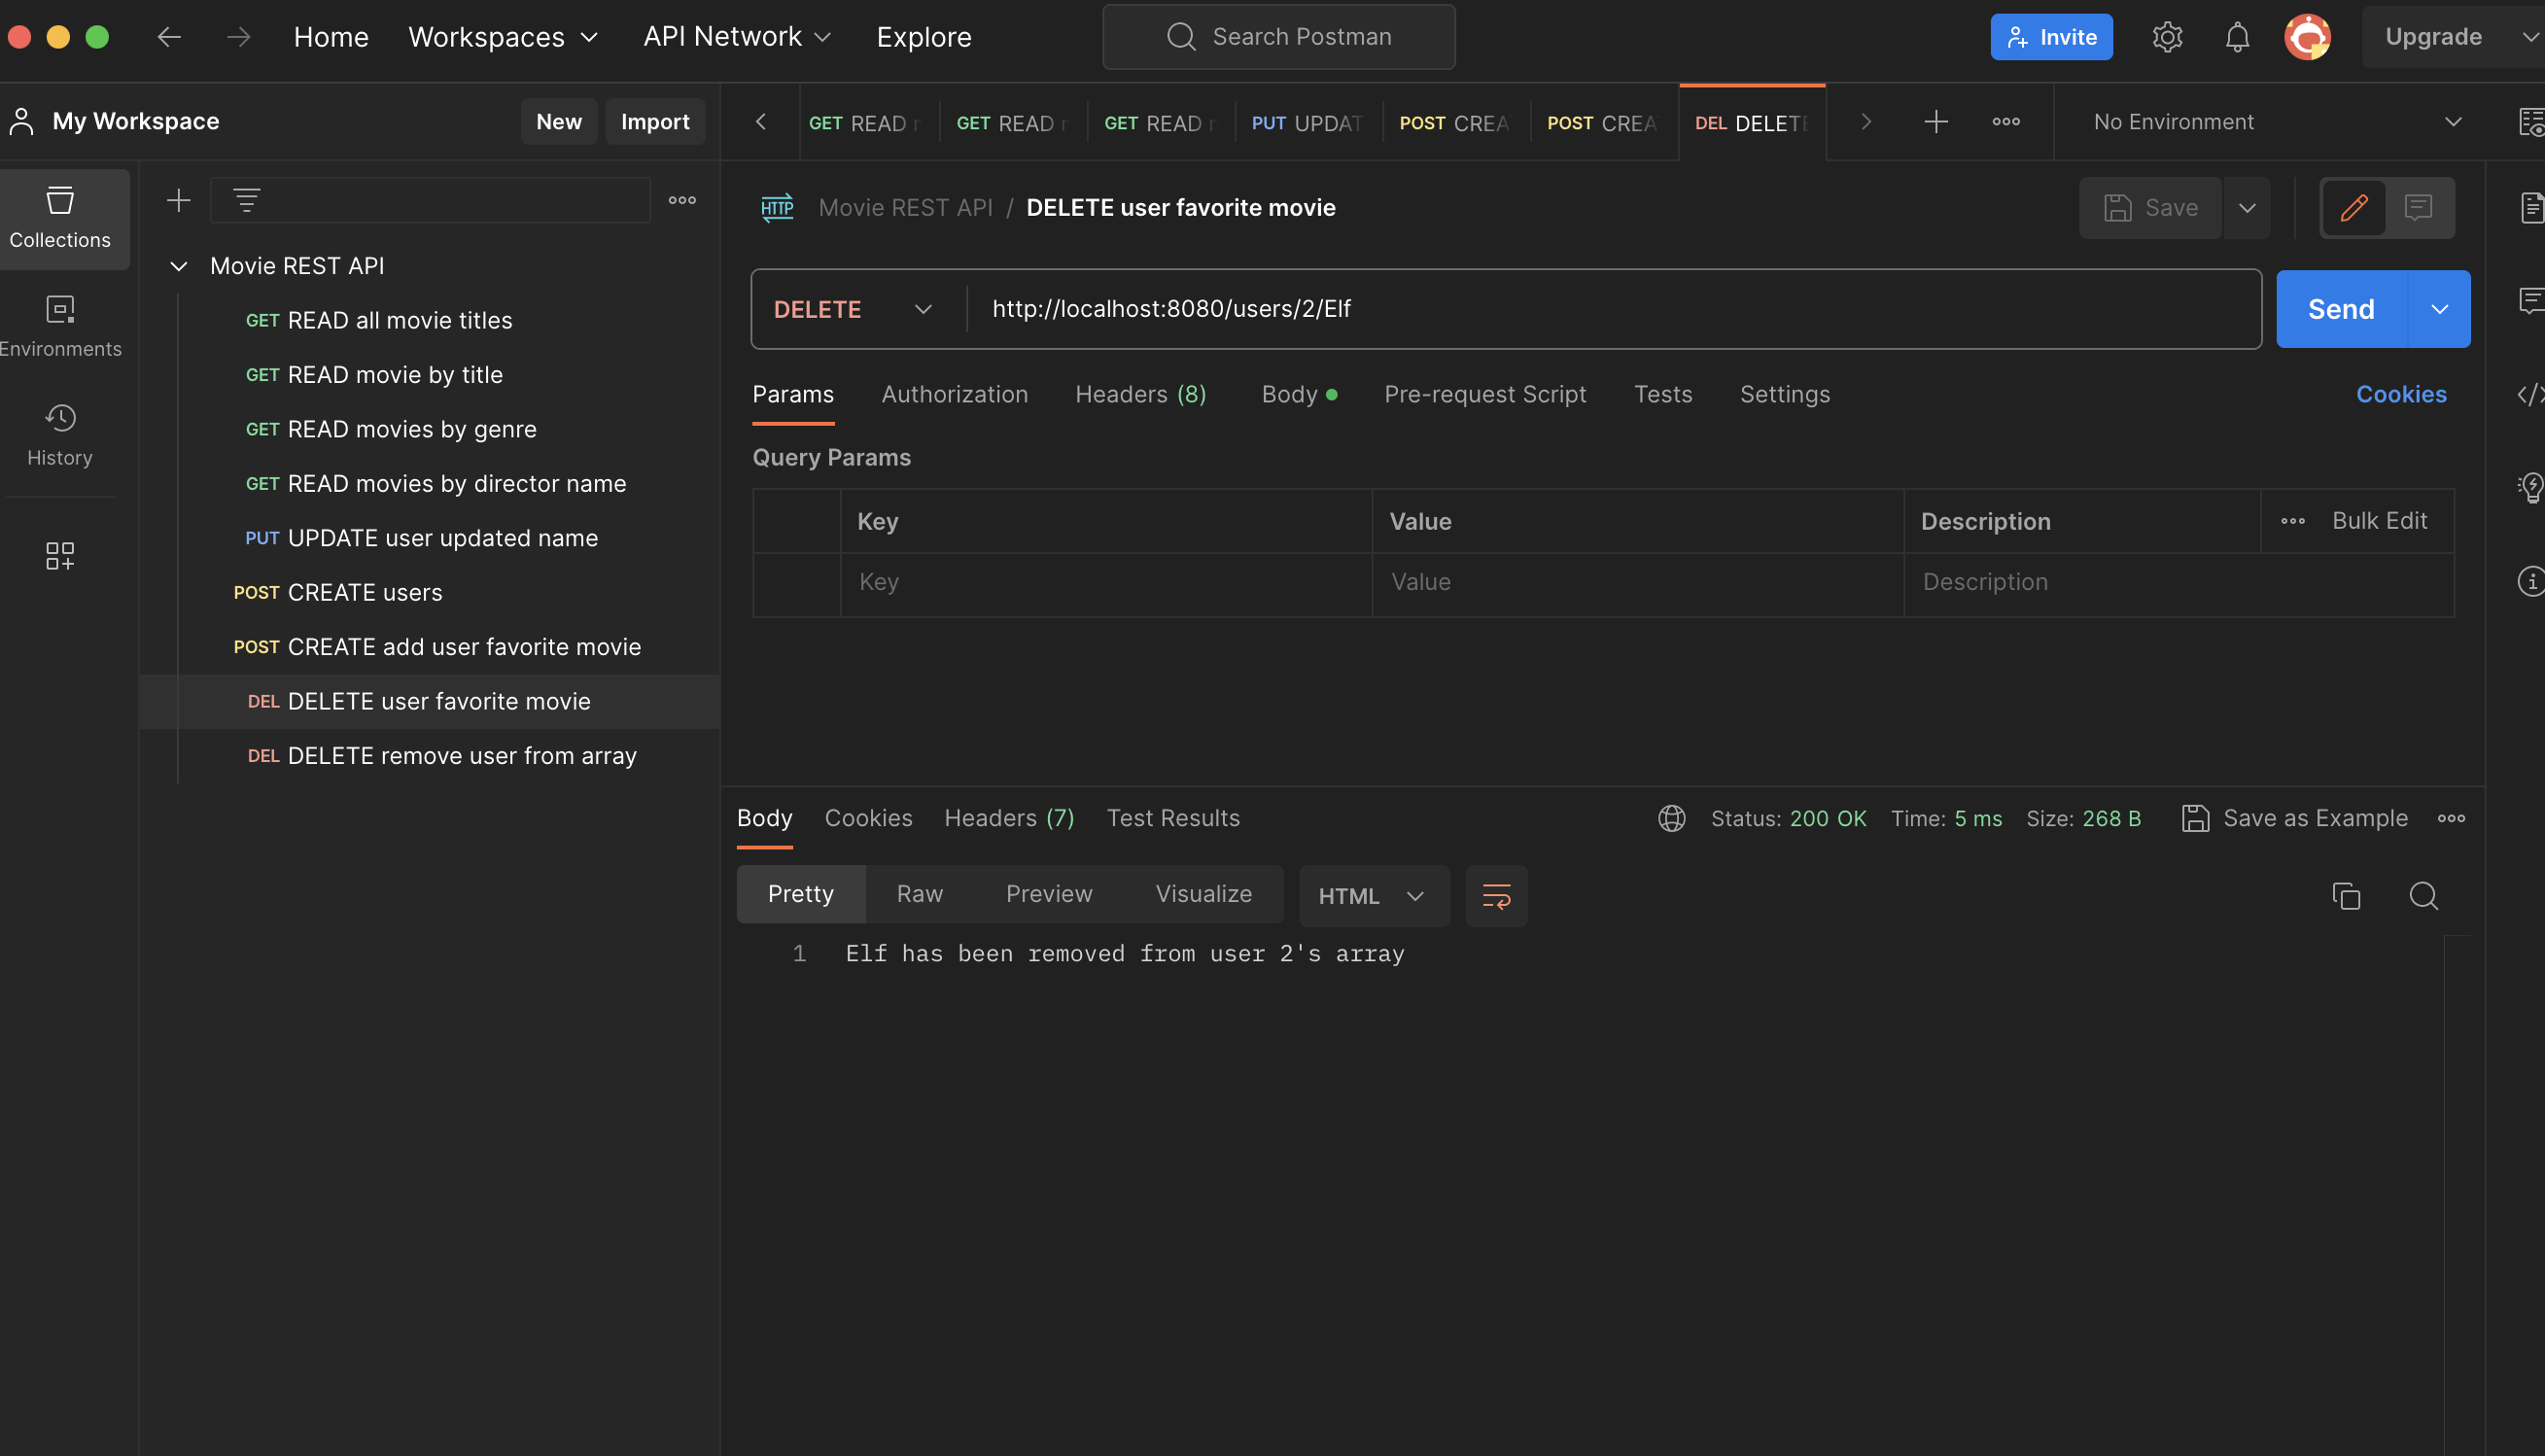 Home Workspaces API Network Explore Search Postman Invite Upgrade
My Workspace New Import
GET READ GET READ GET READ PUT UPDAT POST CREA POST CREA DEL DELETE No Environment
Collections
Environments
History
Movie REST API
GET READ all movie titles
GET READ movie by title
GET READ movies by genre
GET READ movies by director name
PUT UPDATE user updated name
POST CREATE users
POST CREATE add user favorite movie
DEL DELETE user favorite movie
DEL DELETE remove user from array
HTTP Movie REST API / DELETE user favorite movie Save
DELETE http://localhost:8080/users/2/Elf Send
Params Authorization Headers (8) Body Pre-request Script Tests Settings Cookies
Query Params
Key Value Description Bulk Edit
Key Value Description
Body Cookies Headers (7) Test Results Status: 200 OK Time: 5 ms Size: 268 B Save as Example
Pretty Raw Preview Visualize HTML
1 Elf has been removed from user 2's array